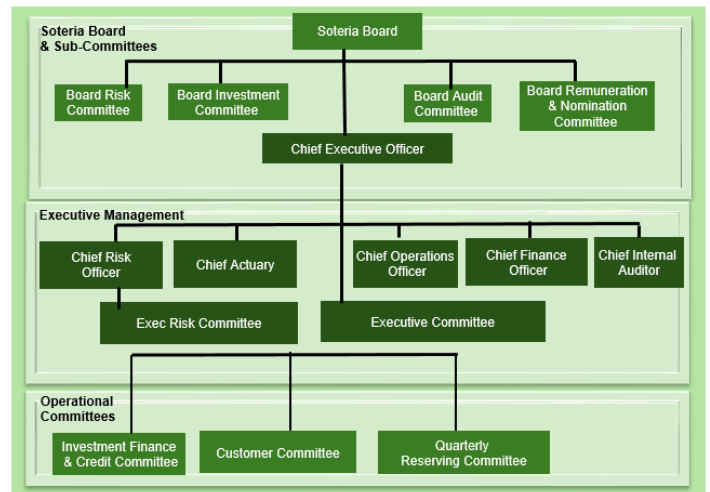 Soteria Board
& Sub-Committees
Soteria Board
Board Risk
Committee
Board Investment
Committee
Board Audit
Committee
Board Remuneration
& Nomination
Committee
Chief Executive Officer
Executive Management
Chief Risk
Officer
Chief Actuary
Chief Operations
Officer
Chief Finance
Officer
Chief Internal
Auditor
Exec Risk Committee
Executive Committee
Operational
Committees
Investment Finance
& Credit Committee
Customer Committee
Quarterly
Reserving Committee